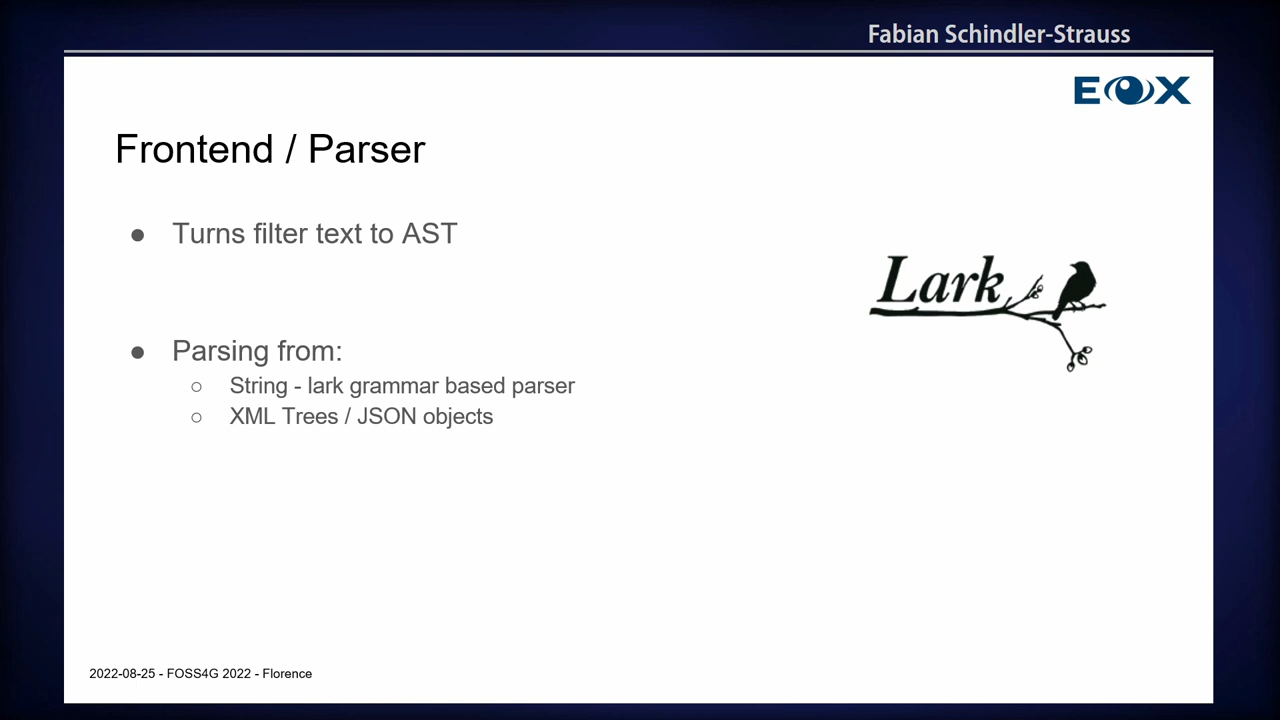 Fabian Schindler-Strauss
EOX
Frontend / Parser
● Turns filter text to AST
Lark
● Parsing from:
○ String - lark grammar based parser
○ XML Trees / JSON objects
2022-08-25 - FOSS4G 2022 - Florence